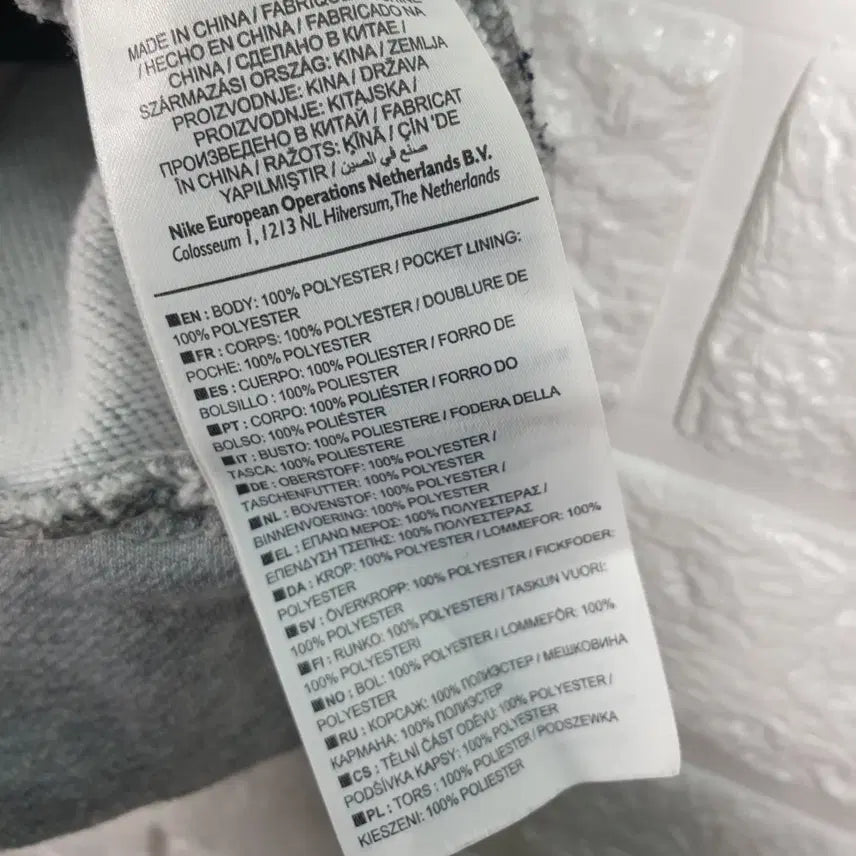 MADE IN CHINA / FABRIQUÉ
/ HECHO EN CHINA / FABRICADO NA
CHINA / СДЕЛАНО В КИТАЕ /
SZÁRMAZÁSI ORSZÁG: KINA / ZEMLJA
PROIZVODNJE: KINA / DRŽAVA
PROIZVODNJE: KITAJSKA /
ПРОИЗВЕДЕНО В КИТАЙ / FABRICAT
ÎN CHINA / RAŽOTS: ĶĪNĀ / ÇİN 'DE
YAPILMIŞTIR / صنع في الصين
Nike European Operations Netherlands B.V.
Colosseum 1, 1213 NL Hilversum, The Netherlands
EN : BODY: 100% POLYESTER / POCKET LINING:
100% POLYESTER
FR : CORPS: 100% POLYESTER / DOUBLURE DE
POCHE: 100% POLYESTER
ES : CUERPO: 100% POLIÉSTER / FORRO DE
BOLSILLO : 100% POLIÉSTER
PT : CORPO: 100% POLIÉSTER / FORRO DO
BOLSO: 100% POLIÉSTER
IT : BUSTO: 100% POLIESTERE / FODERA DELLA
TASCA: 100% POLIESTERE
DE : OBERSTOFF: 100% POLYESTER /
TASCHENFUTTER: 100% POLYESTER
NL : BOVENSTOF: 100% POLYESTER /
BINNENVOERING: 100% POLYESTER
EL : ΕΠΑΝΩ ΜΕΡΟΣ: 100% ΠΟΛΥΕΣΤΕΡΑΣ /
ΕΠΕΝΔΥΣΗ ΤΣΕΠΗΣ: 100% ΠΟΛΥΕΣΤΕΡΑΣ
DA : KROP: 100% POLYESTER / LOMMEFOR: 100%
POLYESTER
SV : ÖVERKROPP: 100% POLYESTER / FICKFODER:
100% POLYESTER
FI : RUNKO: 100% POLYESTERI / TASKUN VUORI:
100% POLYESTERI
NO : BOL: 100% POLYESTER / LOMMEFÔR: 100%
POLYESTER
RU : КОРСАЖ: 100% ПОЛИЭСТЕР / МЕШКОВИНА
КАРМАНА: 100% ПОЛИЭСТЕР
CS : TĚLNÍ ČÁST ODĚVU: 100% POLYESTER /
PODŠÍVKA KAPSY: 100% POLYESTER
PL : TORS : 100% POLIESTER / PODSZEWKA
KIESZENI: 100% POLIESTER